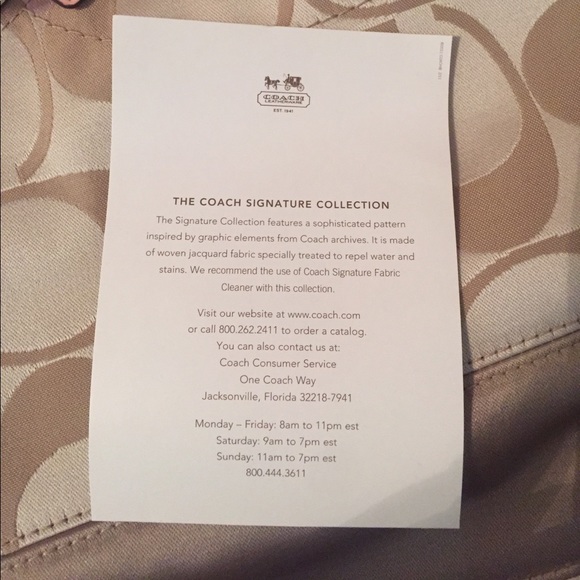 COACH
LEATHERWARE
EST. 1941
THE COACH SIGNATURE COLLECTION
The Signature Collection features a sophisticated pattern
inspired by graphic elements from Coach archives. It is made
of woven jacquard fabric specially treated to repel water and
stains. We recommend the use of Coach Signature Fabric
Cleaner with this collection.
Visit our website at www.coach.com
or call 800.262.2411 to order a catalog.
You can also contact us at:
Coach Consumer Service
One Coach Way
Jacksonville, Florida 32218-7941
Monday – Friday: 8am to 11pm est
Saturday: 9am to 7pm est
Sunday: 11am to 7pm est
800.444.3611